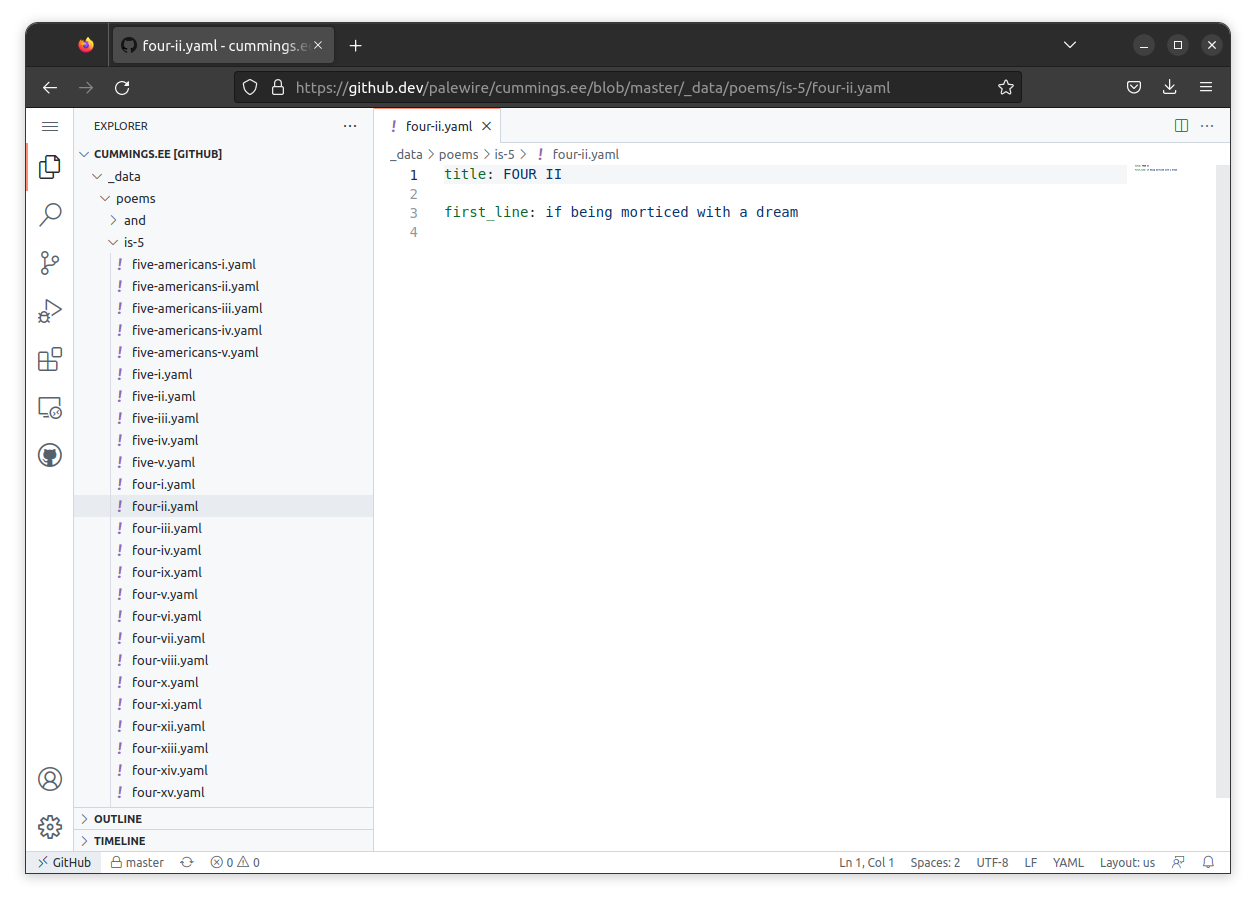 four-ii.yaml - cummings.e
https://github.dev/palewire/cummings.ee/blob/master/_data/poems/is-5/four-ii.yaml
EXPLORER
CUMMINGS.EE [GITHUB]
_data
poems
and
is-5
! five-americans-i.yaml
! five-americans-ii.yaml
! five-americans-iii.yaml
! five-americans-iv.yaml
! five-americans-v.yaml
! five-i.yaml
! five-ii.yaml
! five-iii.yaml
! five-iv.yaml
! five-v.yaml
! four-i.yaml
! four-ii.yaml
! four-iii.yaml
! four-iv.yaml
! four-ix.yaml
! four-v.yaml
! four-vi.yaml
! four-vii.yaml
! four-viii.yaml
! four-x.yaml
! four-xi.yaml
! four-xii.yaml
! four-xiii.yaml
! four-xiv.yaml
! four-xv.yaml
OUTLINE
TIMELINE
! four-ii.yaml
_data > poems > is-5 > ! four-ii.yaml
1 title: FOUR II
2
3 first_line: if being morticed with a dream
4
GitHub master 0 0 Ln 1, Col 1 Spaces: 2 UTF-8 LF YAML Layout: us